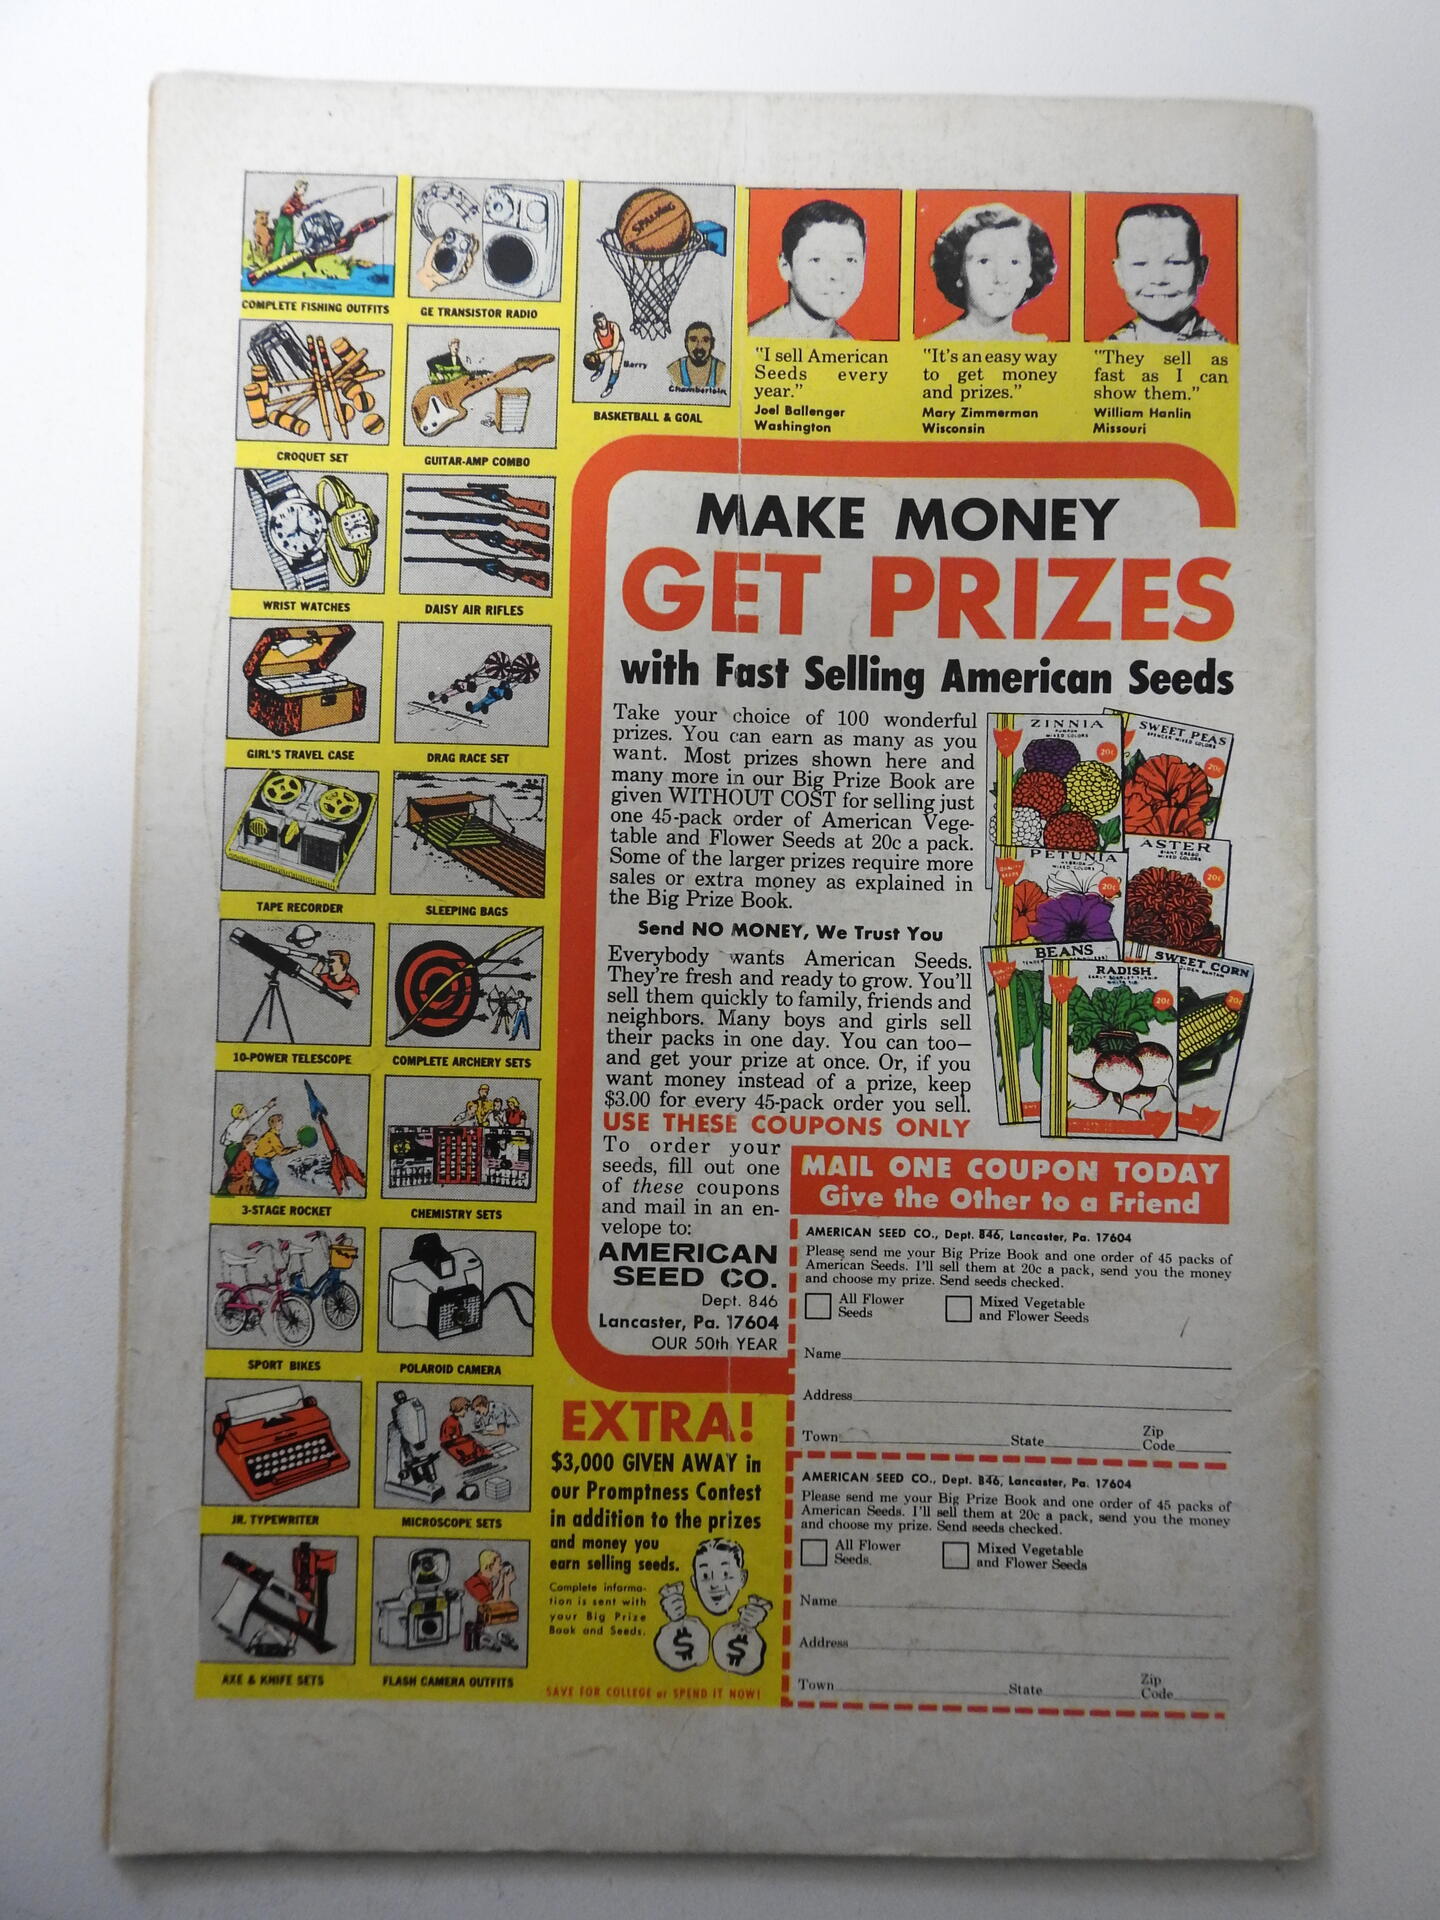 COMPLETE FISHING OUTFITS
GE TRANSISTOR RADIO
SPALDING
Barry
Chamberlain
BASKETBALL & GOAL
CROQUET SET
GUITAR-AMP COMBO
WRIST WATCHES
DAISY AIR RIFLES
GIRL'S TRAVEL CASE
DRAG RACE SET
TAPE RECORDER
SLEEPING BAGS
10-POWER TELESCOPE
COMPLETE ARCHERY SETS
3-STAGE ROCKET
CHEMISTRY SETS
SPORT BIKES
POLAROID CAMERA
JR. TYPEWRITER
MICROSCOPE SETS
AXE & KNIFE SETS
FLASH CAMERA OUTFITS
"I sell American
Seeds every
year."
Joel Ballenger
Washington
"It's an easy way
to get money
and prizes."
Mary Zimmerman
Wisconsin
"They sell as
fast as I can
show them."
William Hanlin
Missouri
MAKE MONEY
GET PRIZES
with Fast Selling American Seeds
Take your choice of 100 wonderful
prizes. You can earn as many as you
want. Most prizes shown here and
many more in our Big Prize Book are
given WITHOUT COST for selling just
one 45-pack order of American Vege-
table and Flower Seeds at 20c a pack.
Some of the larger prizes require more
sales or extra money as explained in
the Big Prize Book.
Send NO MONEY, We Trust You
Everybody wants American Seeds.
They're fresh and ready to grow. You'll
sell them quickly to family, friends and
neighbors. Many boys and girls sell
their packs in one day. You can too—
and get your prize at once. Or, if you
want money instead of a prize, keep
$3.00 for every 45-pack order you sell.
USE THESE COUPONS ONLY
To order your
seeds, fill out one
of these coupons
and mail in an en-
velope to:
AMERICAN
SEED CO.
Dept. 846
Lancaster, Pa. 17604
OUR 50th YEAR
ZINNIA
MIXED COLORS
20c
SWEET PEAS
SPENCER MIXED COLORS
20c
PETUNIA
MIXED COLORS
20c
ASTER
MIXED COLORS
20c
BEANS
RADISH
20c
SWEET CORN
GOLDEN BANTAM
20c
MAIL ONE COUPON TODAY
Give the Other to a Friend
AMERICAN SEED CO., Dept. 846, Lancaster, Pa. 17604
Please send me your Big Prize Book and one order of 45 packs of
American Seeds. I'll sell them at 20c a pack, send you the money
and choose my prize. Send seeds checked.
All Flower
Seeds
Mixed Vegetable
and Flower Seeds
Name
Address
Town State Zip
Code
AMERICAN SEED CO., Dept. 846, Lancaster, Pa. 17604
Please send me your Big Prize Book and one order of 45 packs of
American Seeds. I'll sell them at 20c a pack, send you the money
and choose my prize. Send seeds checked.
All Flower
Seeds.
Mixed Vegetable
and Flower Seeds
Name
Address
Town State Zip
Code
EXTRA!
$3,000 GIVEN AWAY in
our Promptness Contest
in addition to the prizes
and money you
earn selling seeds.
Complete informa-
tion is sent with
your Big Prize
Book and Seeds.
$ $
SAVE FOR COLLEGE or SPEND IT NOW!